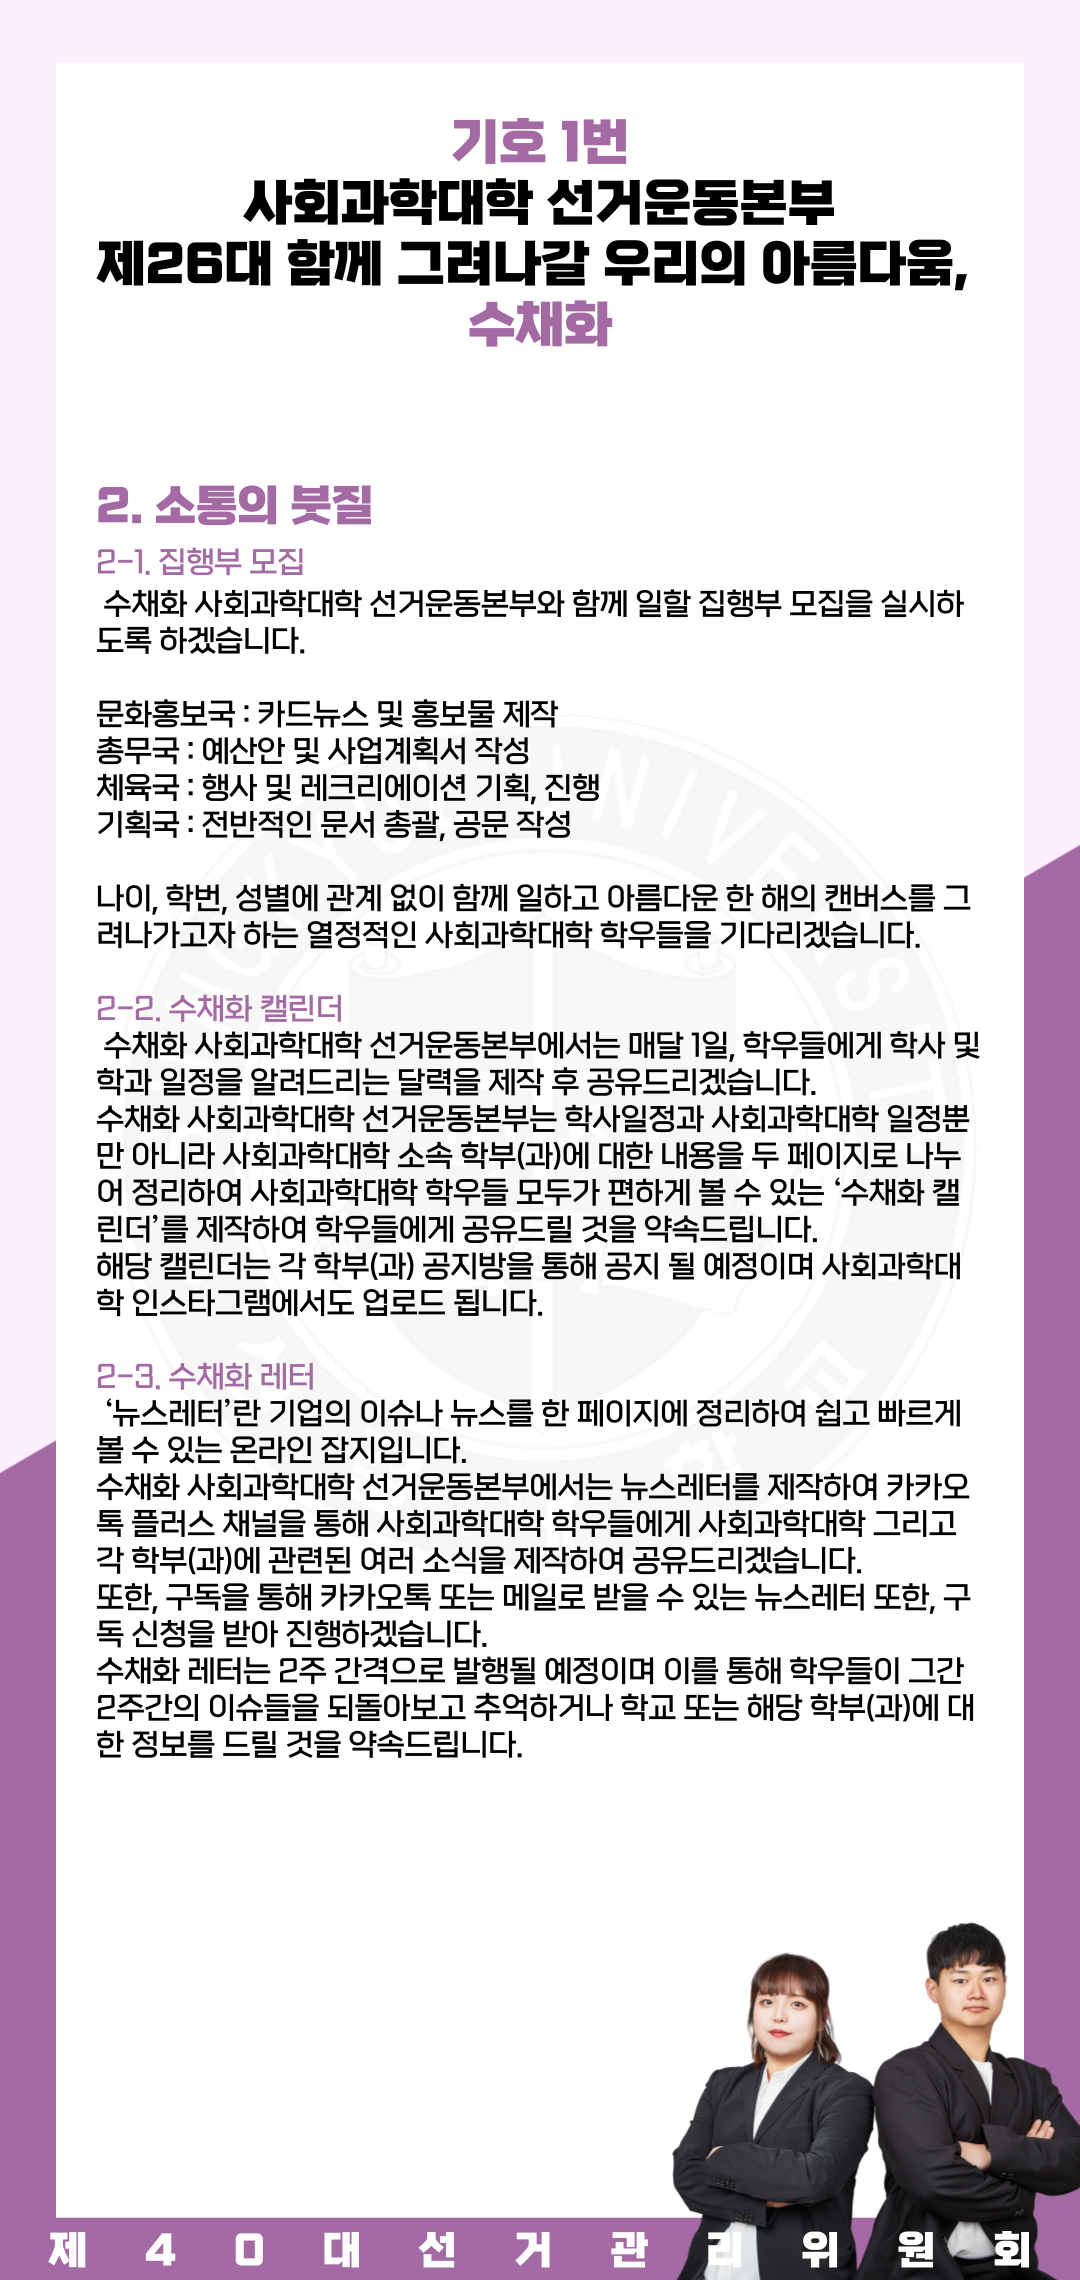 기호 1번
사회과학대학 선거운동본부
제26대 함께 그려나갈 우리의 아름다움,
수채화
2. 소통의 붓질
2-1. 집행부 모집
수채화 사회과학대학 선거운동본부와 함께 일할 집행부 모집을 실시하
도록 하겠습니다.
문화홍보국 : 카드뉴스 및 홍보물 제작
총무국 : 예산안 및 사업계획서 작성
체육국 : 행사 및 레크리에이션 기획, 진행
기획국 : 전반적인 문서 총괄, 공문 작성
나이, 학번, 성별에 관계 없이 함께 일하고 아름다운 한 해의 캔버스를 그
려나가고자 하는 열정적인 사회과학대학 학우들을 기다리겠습니다.
2-2. 수채화 캘린더
수채화 사회과학대학 선거운동본부에서는 매달 1일, 학우들에게 학사 및
학과 일정을 알려드리는 달력을 제작 후 공유드리겠습니다.
수채화 사회과학대학 선거운동본부는 학사일정과 사회과학대학 일정뿐
만 아니라 사회과학대학 소속 학부(과)에 대한 내용을 두 페이지로 나누
어 정리하여 사회과학대학 학우들 모두가 편하게 볼 수 있는 ‘수채화 캘
린더’를 제작하여 학우들에게 공유드릴 것을 약속드립니다.
해당 캘린더는 각 학부(과) 공지방을 통해 공지 될 예정이며 사회과학대
학 인스타그램에서도 업로드 됩니다.
2-3. 수채화 레터
‘뉴스레터’란 기업의 이슈나 뉴스를 한 페이지에 정리하여 쉽고 빠르게
볼 수 있는 온라인 잡지입니다.
수채화 사회과학대학 선거운동본부에서는 뉴스레터를 제작하여 카카오
톡 플러스 채널을 통해 사회과학대학 학우들에게 사회과학대학 그리고
각 학부(과)에 관련된 여러 소식을 제작하여 공유드리겠습니다.
또한, 구독을 통해 카카오톡 또는 메일로 받을 수 있는 뉴스레터 또한, 구
독 신청을 받아 진행하겠습니다.
수채화 레터는 2주 간격으로 발행될 예정이며 이를 통해 학우들이 그간
2주간의 이슈들을 되돌아보고 추억하거나 학교 또는 해당 학부(과)에 대
한 정보를 드릴 것을 약속드립니다.
제40대선거관리위원회